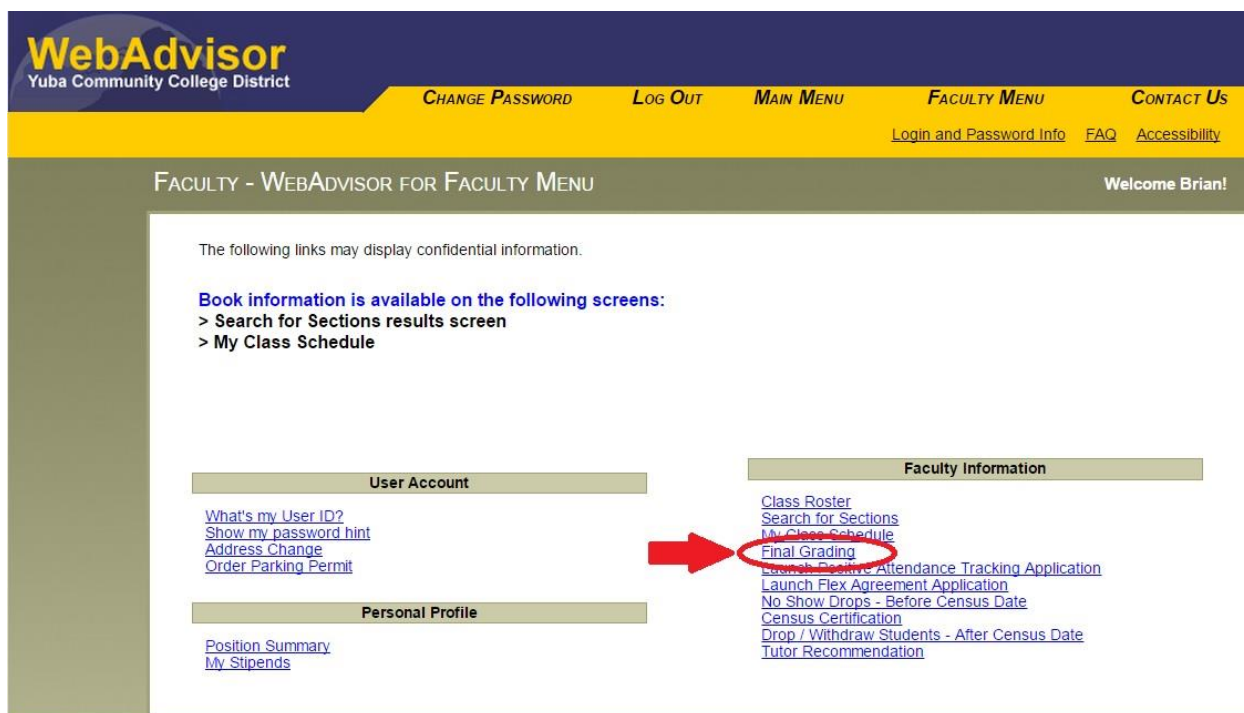 WebAdvisor
Yuba Community College District
CHANGE PASSWORD LOG OUT MAIN MENU FACULTY MENU CONTACT US
Login and Password Info FAQ Accessibility
FACULTY - WEBADVISOR FOR FACULTY MENU
Welcome Brian!
The following links may display confidential information.
Book information is available on the following screens:
> Search for Sections results screen
> My Class Schedule
User Account
What's my User ID?
Show my password hint
Address Change
Order Parking Permit
Personal Profile
Position Summary
My Stipends
Faculty Information
Class Roster
Search for Sections
My Class Schedule
Final Grading
Launch Positive Attendance Tracking Application
Launch Flex Agreement Application
No Show Drops - Before Census Date
Census Certification
Drop / Withdraw Students - After Census Date
Tutor Recommendation